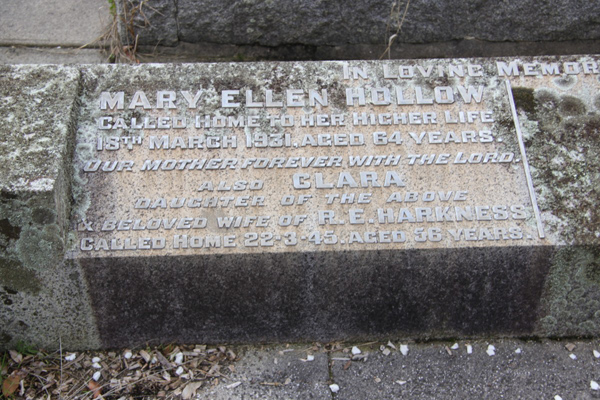 IN LOVING MEMOR
MARY ELLEN HOLLOW
CALLED HOME TO HER HIGHER LIFE
18TH MARCH 1931. AGED 64 YEARS.
OUR MOTHER FOREVER WITH THE LORD.
ALSO CLARA
DAUGHTER OF THE ABOVE
& BELOVED WIFE OF R.E. HARKNESS
CALLED HOME 22-3-45. AGED 56 YEARS.